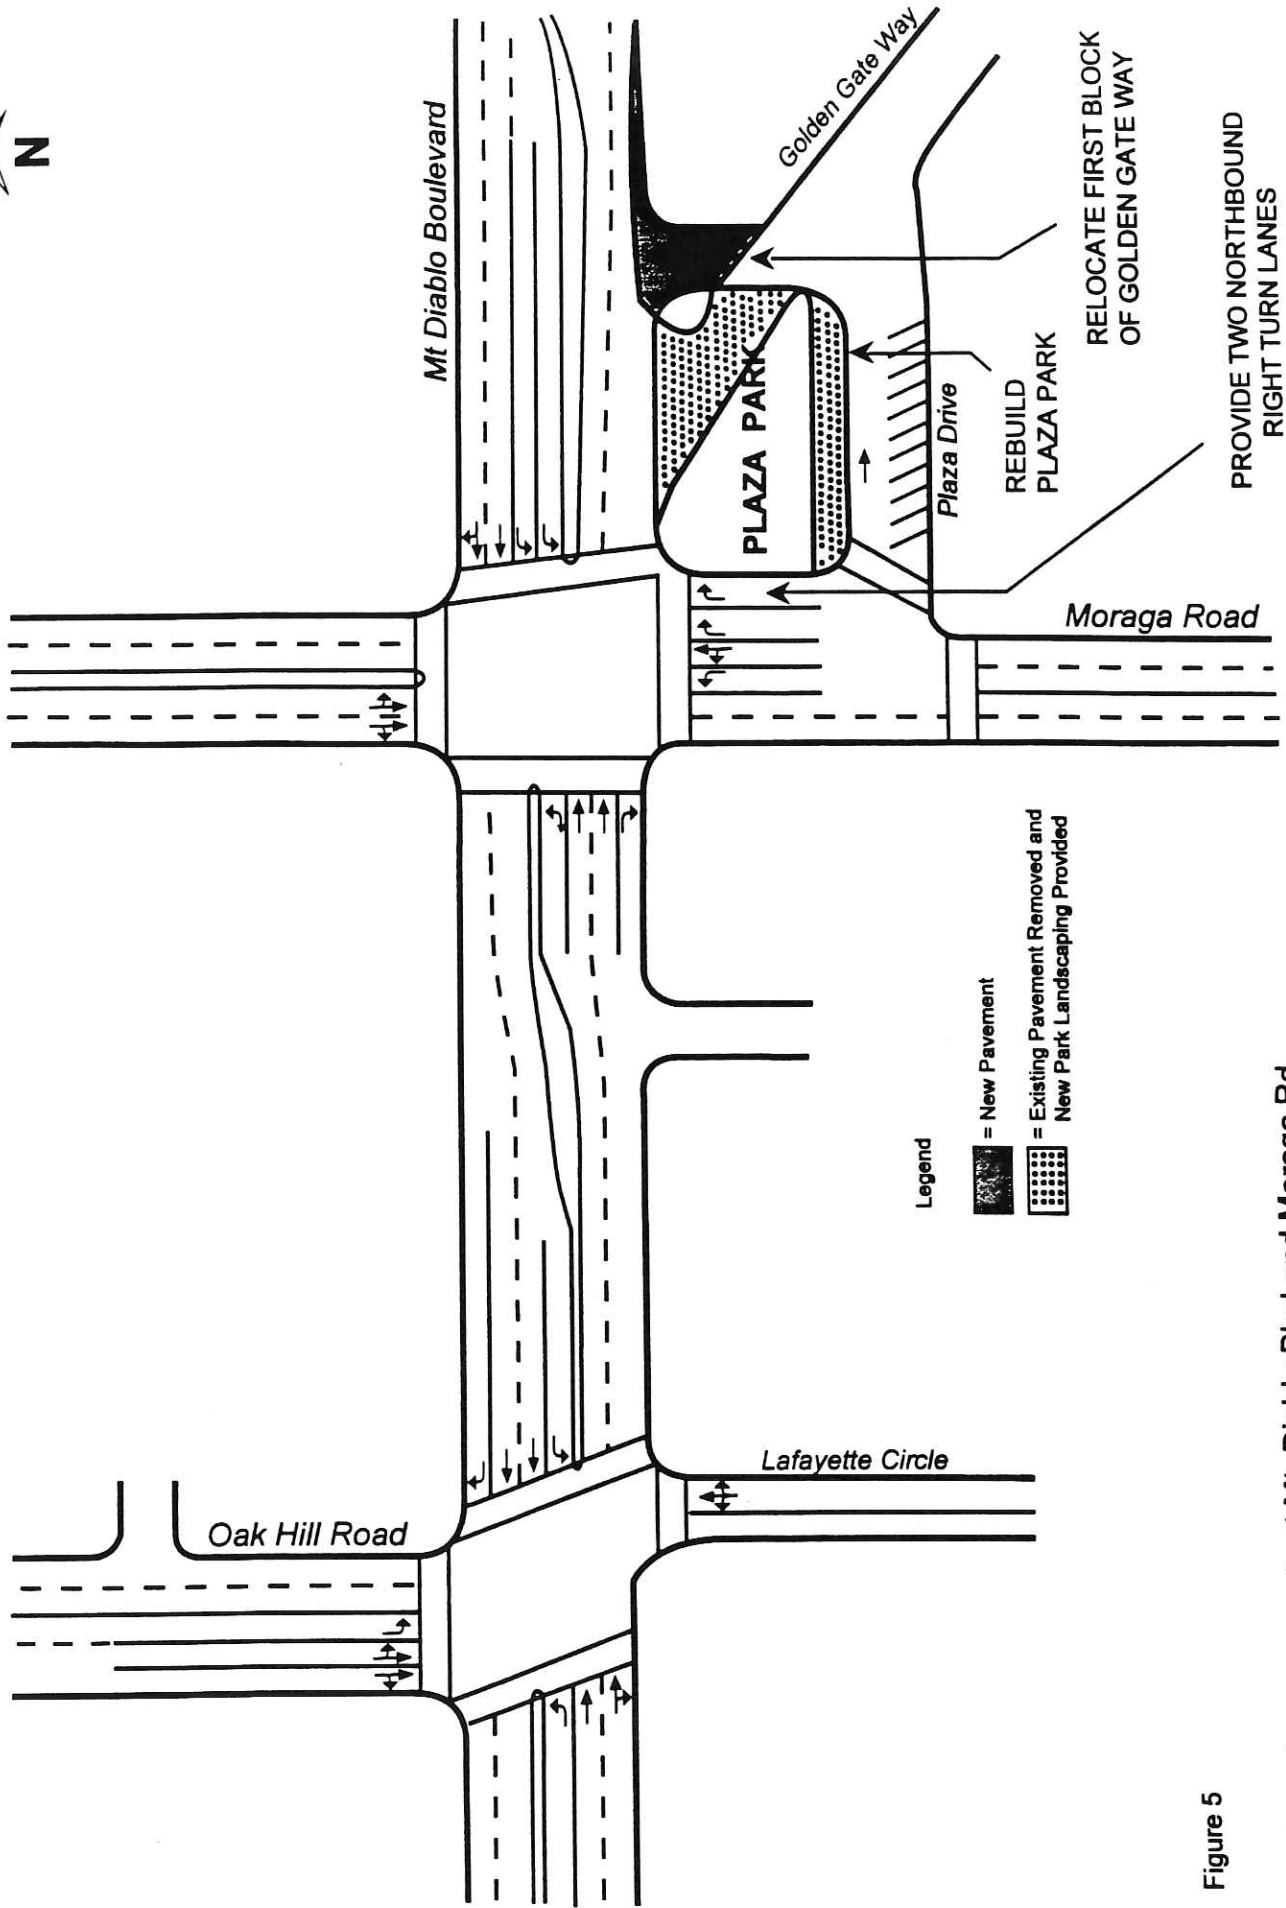 N
Mt Diablo Boulevard
Golden Gate Way
Oak Hill Road
PLAZA PARK
Plaza Drive
Lafayette Circle
Moraga Road
REBUILD
PLAZA PARK
RELOCATE FIRST BLOCK
OF GOLDEN GATE WAY
PROVIDE TWO NORTHBOUND
RIGHT TURN LANES
Legend
= New Pavement
= Existing Pavement Removed and
New Park Landscaping Provided
Figure 5
Moraga Rd